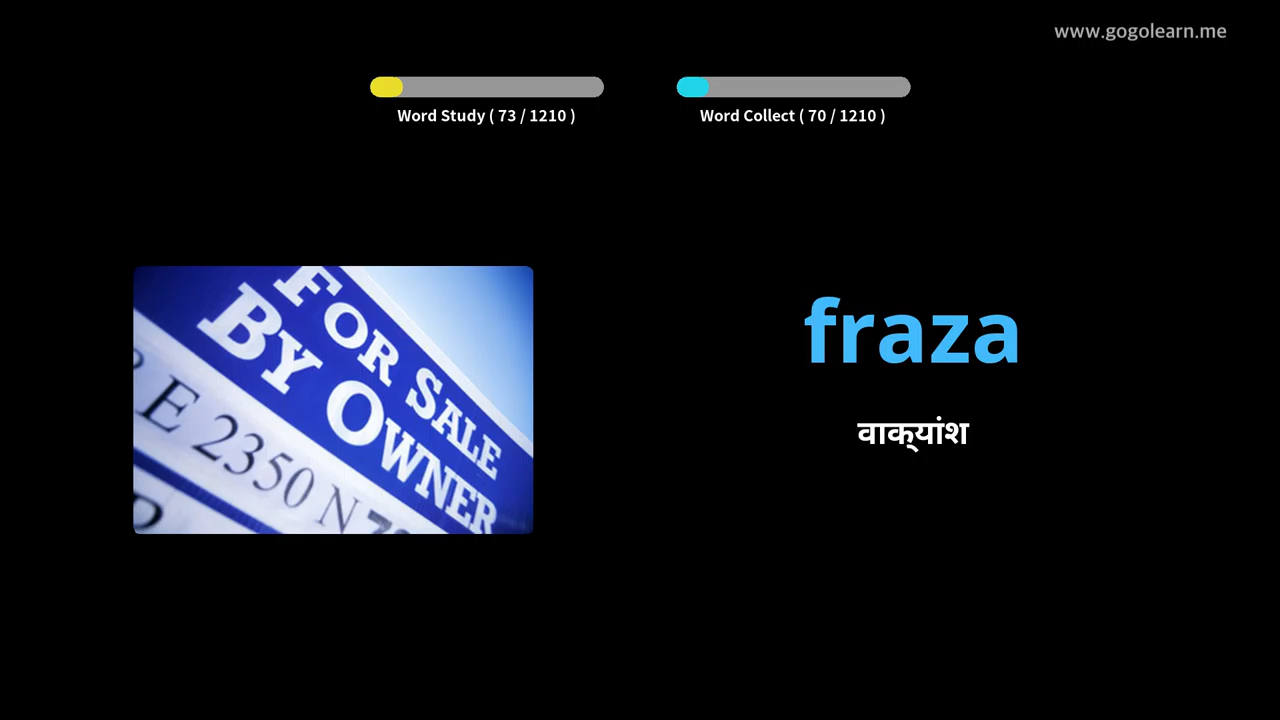 www.gogolearn.me
Word Study ( 73 / 1210 )
Word Collect ( 70 / 1210 )
FOR SALE
BY OWNER
E 2350 N
fraza
वाक्यांश